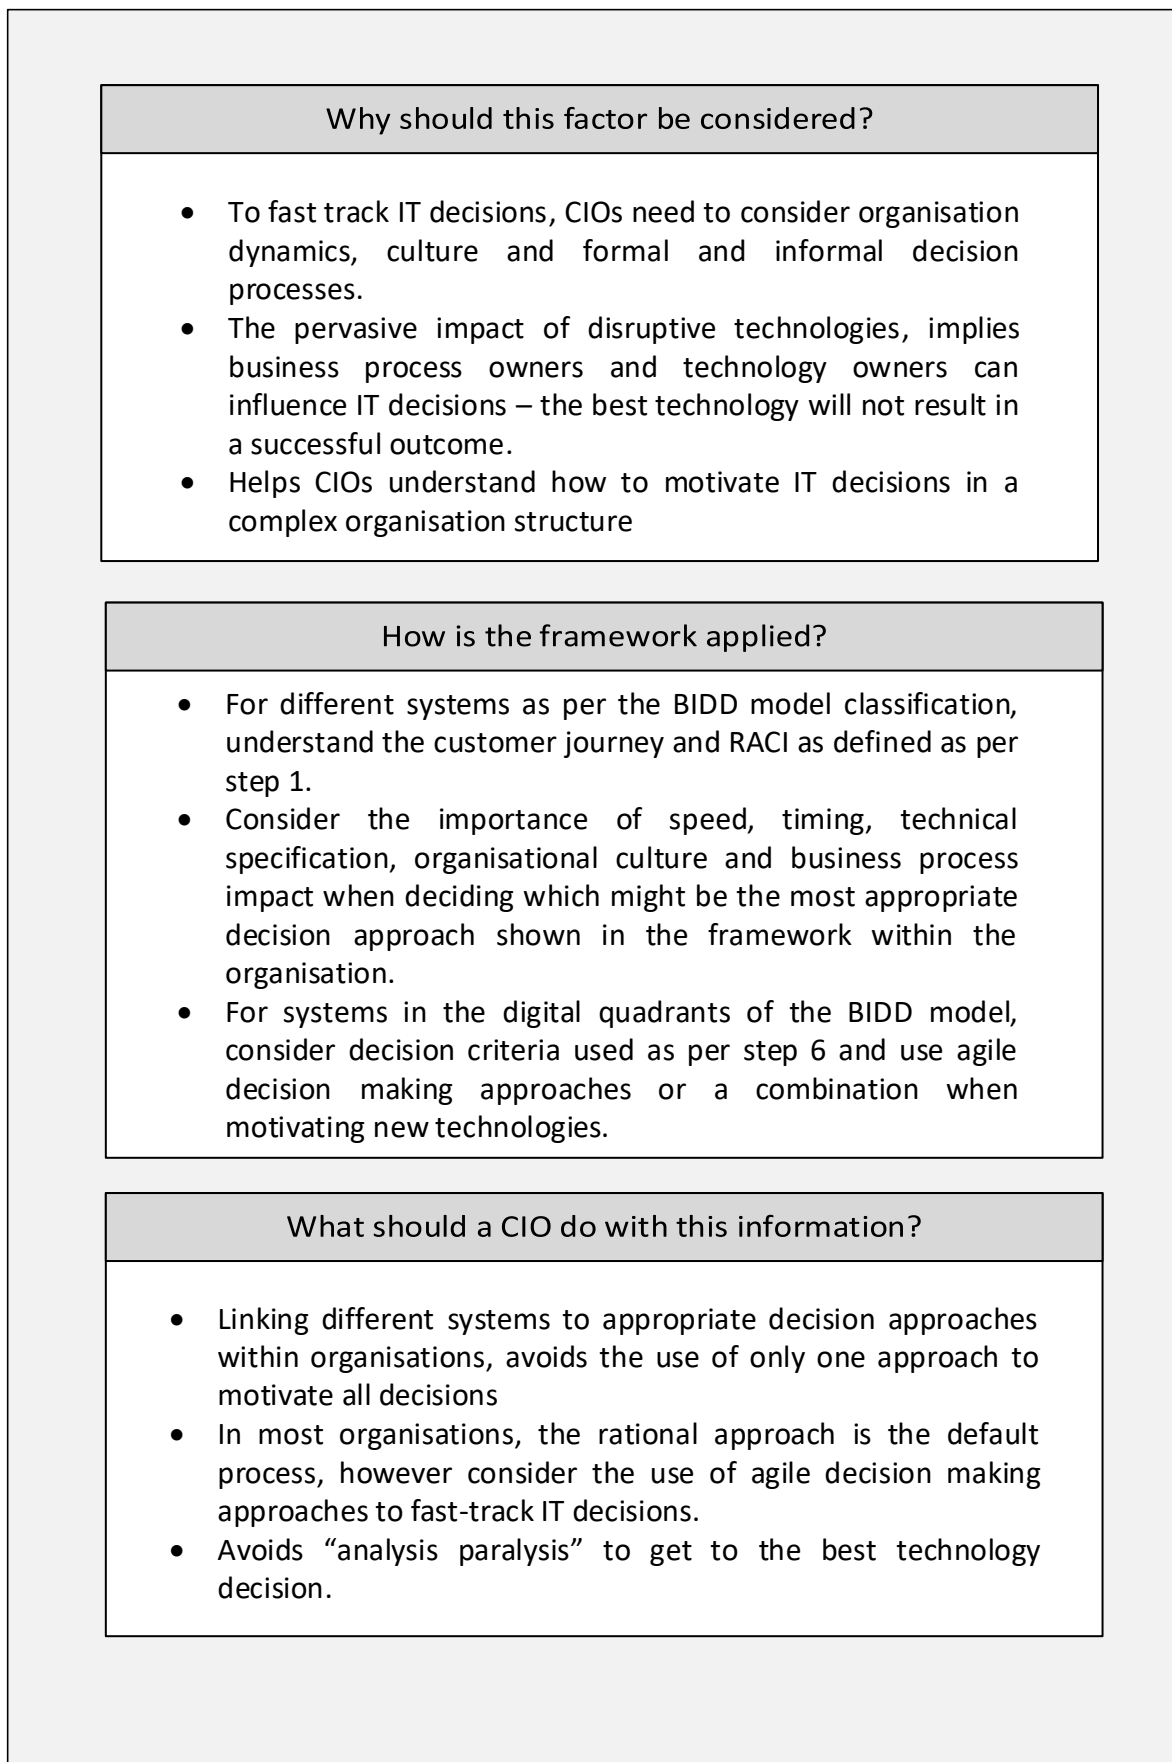 Why should this factor be considered?
• To fast track IT decisions, CIOs need to consider organisation
dynamics, culture and formal and informal decision
processes.
• The pervasive impact of disruptive technologies, implies
business process owners and technology owners can
influence IT decisions – the best technology will not result in
a successful outcome.
• Helps CIOs understand how to motivate IT decisions in a
complex organisation structure
How is the framework applied?
• For different systems as per the BIDD model classification,
understand the customer journey and RACI as defined as per
step 1.
• Consider the importance of speed, timing, technical
specification, organisational culture and business process
impact when deciding which might be the most appropriate
decision approach shown in the framework within the
organisation.
• For systems in the digital quadrants of the BIDD model,
consider decision criteria used as per step 6 and use agile
decision making approaches or a combination when
motivating new technologies.
What should a CIO do with this information?
• Linking different systems to appropriate decision approaches
within organisations, avoids the use of only one approach to
motivate all decisions
• In most organisations, the rational approach is the default
process, however consider the use of agile decision making
approaches to fast-track IT decisions.
• Avoids “analysis paralysis” to get to the best technology
decision.